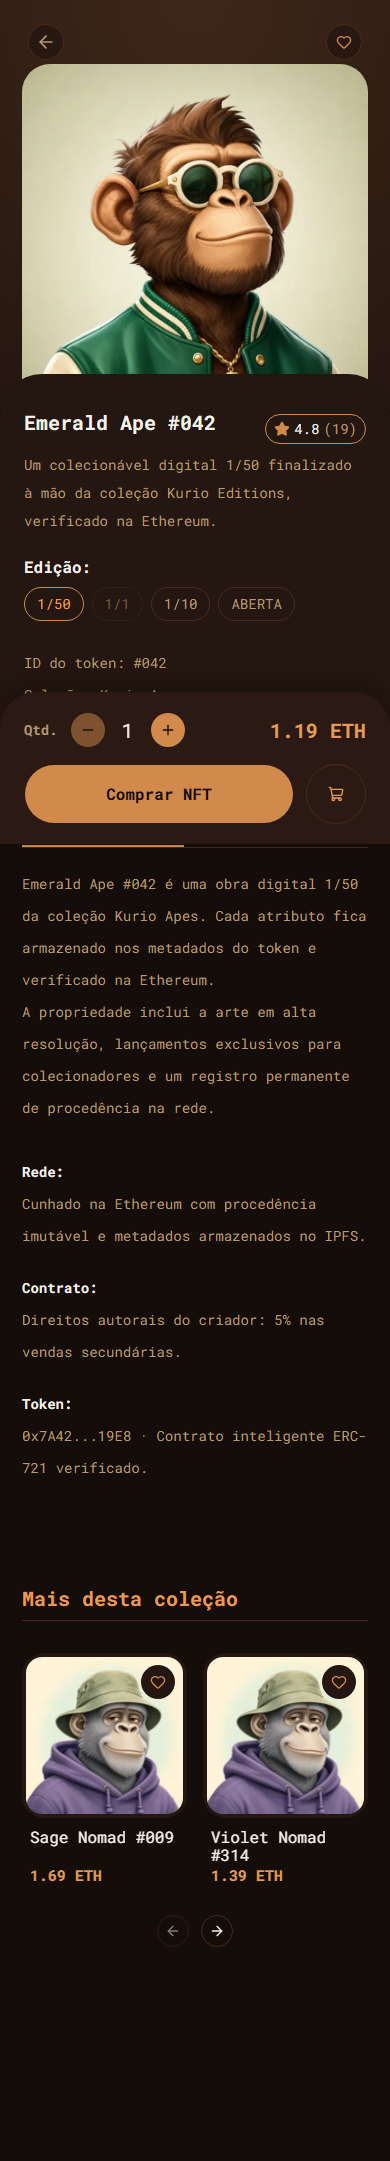 Emerald Ape #042
4.8 (19)
Um colecionável digital 1/50 finalizado
à mão da coleção Kurio Editions,
verificado na Ethereum.
Edição:
1/50 1/1 1/10 ABERTA
ID do token: #042
Qtd. − 1 + 1.19 ETH
Comprar NFT
Emerald Ape #042 é uma obra digital 1/50
da coleção Kurio Apes. Cada atributo fica
armazenado nos metadados do token e
verificado na Ethereum.
A propriedade inclui a arte em alta
resolução, lançamentos exclusivos para
colecionadores e um registro permanente
de procedência na rede.
Rede:
Cunhado na Ethereum com procedência
imutável e metadados armazenados no IPFS.
Contrato:
Direitos autorais do criador: 5% nas
vendas secundárias.
Token:
0x7A42...19E8 · Contrato inteligente ERC-
721 verificado.
Mais desta coleção
Sage Nomad #009
1.69 ETH
Violet Nomad
#314
1.39 ETH